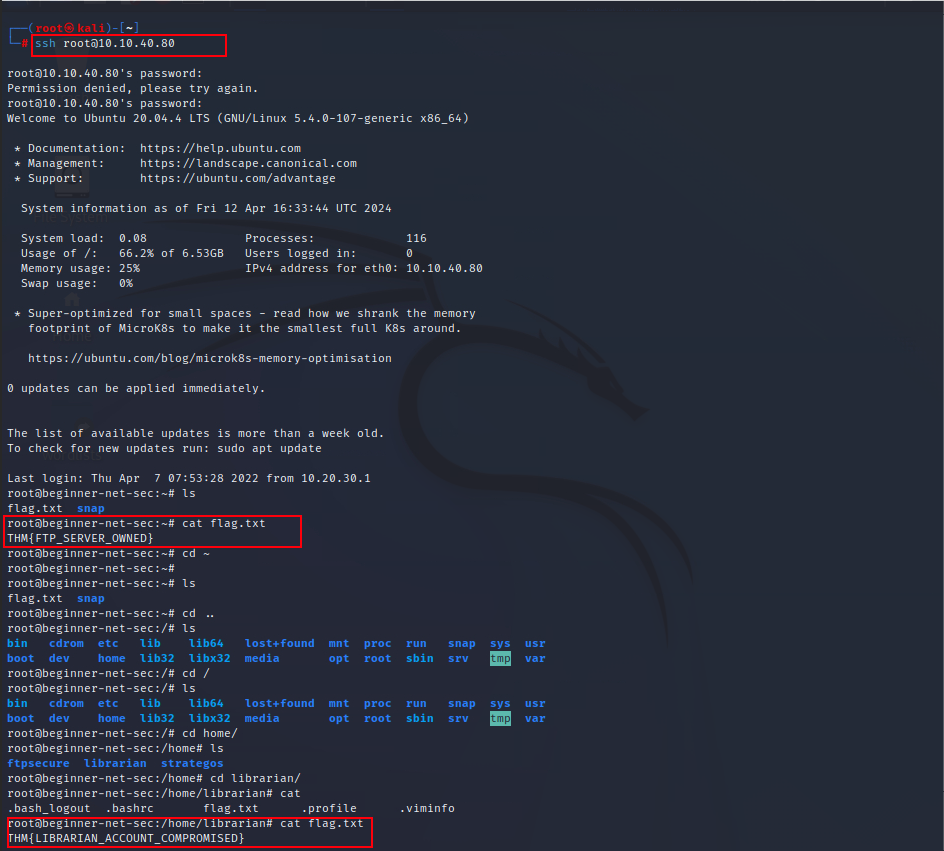 ┌──(root㉿kali)-[~]
└─# ssh root@10.10.40.80
root@10.10.40.80's password:
Permission denied, please try again.
root@10.10.40.80's password:
Welcome to Ubuntu 20.04.4 LTS (GNU/Linux 5.4.0-107-generic x86_64)
* Documentation:  https://help.ubuntu.com
* Management:     https://landscape.canonical.com
* Support:        https://ubuntu.com/advantage
System information as of Fri 12 Apr 16:33:44 UTC 2024
System load:  0.08              Processes:             116
Usage of /:   66.2% of 6.53GB   Users logged in:       0
Memory usage: 25%               IPv4 address for eth0: 10.10.40.80
Swap usage:   0%
* Super-optimized for small spaces - read how we shrank the memory
footprint of MicroK8s to make it the smallest full K8s around.
https://ubuntu.com/blog/microk8s-memory-optimisation
0 updates can be applied immediately.
The list of available updates is more than a week old.
To check for new updates run: sudo apt update
Last login: Thu Apr  7 07:53:28 2022 from 10.20.30.1
root@beginner-net-sec:~# ls
flag.txt  snap
root@beginner-net-sec:~# cat flag.txt
THM{FTP_SERVER_OWNED}
root@beginner-net-sec:~# cd ~
root@beginner-net-sec:~#
root@beginner-net-sec:~# ls
flag.txt  snap
root@beginner-net-sec:~# cd ..
root@beginner-net-sec:/# ls
bin   cdrom  etc   lib    lib64   lost+found  mnt  proc  run   snap  sys  usr
boot  dev    home  lib32  libx32  media       opt  root  sbin  srv   tmp  var
root@beginner-net-sec:/# cd /
root@beginner-net-sec:/# ls
bin   cdrom  etc   lib    lib64   lost+found  mnt  proc  run   snap  sys  usr
boot  dev    home  lib32  libx32  media       opt  root  sbin  srv   tmp  var
root@beginner-net-sec:/# cd home/
root@beginner-net-sec:/home# ls
ftpsecure  librarian  strategos
root@beginner-net-sec:/home# cd librarian/
root@beginner-net-sec:/home/librarian# cat
.bash_logout  .bashrc       flag.txt      .profile      .viminfo
root@beginner-net-sec:/home/librarian# cat flag.txt
THM{LIBRARIAN_ACCOUNT_COMPROMISED}